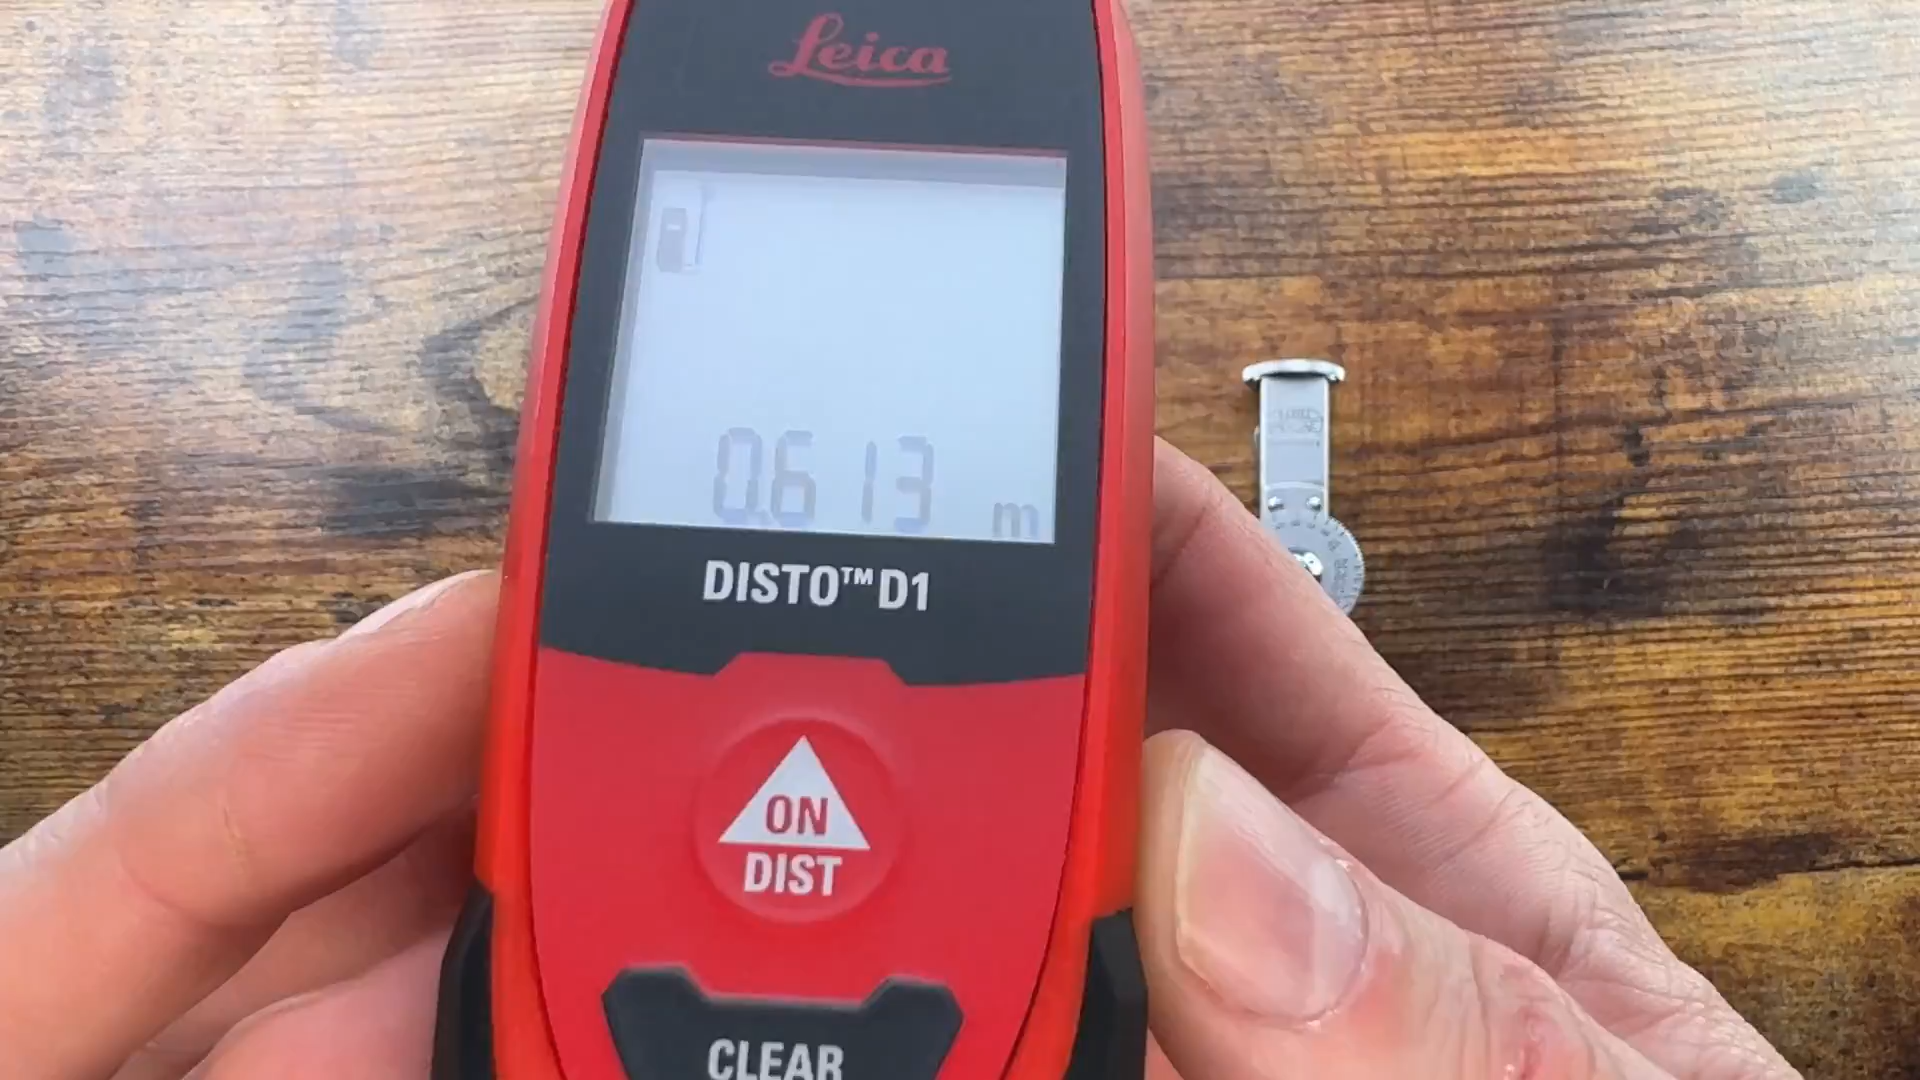 Leica
0.613 m
DISTO™ D1
ON
DIST
CLEAR